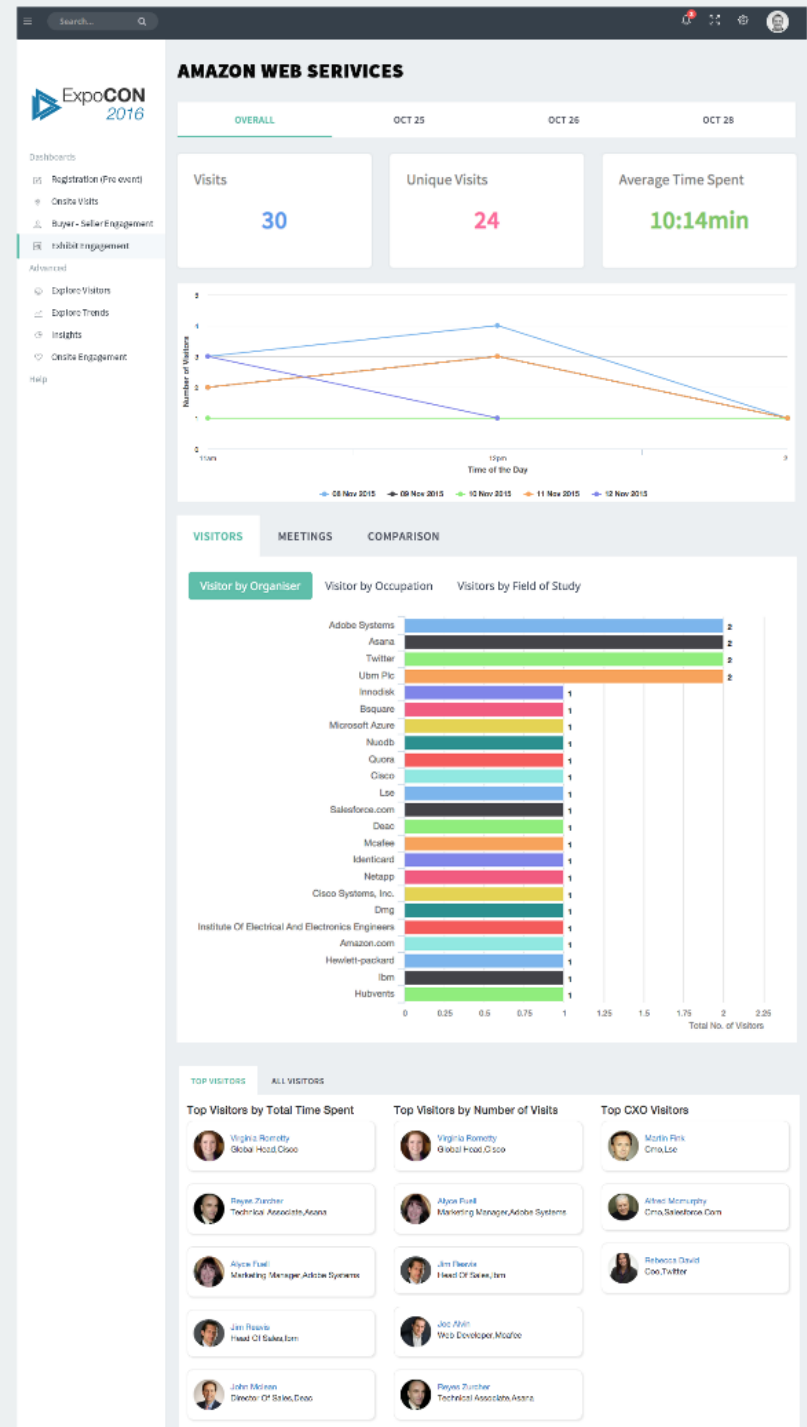 Search...
3
AMAZON WEB SERIVICES
ExpoCON
2016
OVERALL
OCT 25
OCT 26
OCT 28
Dashboards
Registration (Pre event)
Onsite Visits
Buyer - Seller Engagement
Exhibit Engagement
Advanced
Explore Visitors
Explore Trends
Insights
Onsite Engagement
Help
Visits
30
Unique Visits
24
Average Time Spent
10:14min
Number of Visitors
5
4
3
2
1
0
11am
12pm
Time of the Day
08 Nov 2015
09 Nov 2015
10 Nov 2015
11 Nov 2015
12 Nov 2015
VISITORS
MEETINGS
COMPARISON
Visitor by Organiser
Visitor by Occupation
Visitors by Field of Study
Adobe Systems 2
Asana 2
Twitter 2
Ubm Plc 2
Innodisk 1
Bsquare 1
Microsoft Azure 1
Nuodb 1
Quora 1
Cisco 1
Lse 1
Salesforce.com 1
Deac 1
Mcafee 1
Identicard 1
Netapp 1
Cisco Systems, Inc. 1
Dmg 1
Institute Of Electrical And Electronics Engineers 1
Amazon.com 1
Hewlett-packard 1
Ibm 1
Hubvents 1
0 0.25 0.5 0.75 1 1.25 1.5 1.75 2 2.25
Total No. of Visitors
TOP VISITORS
ALL VISITORS
Top Visitors by Total Time Spent
Virginia Rometty
Global Head,Cisco
Reyes Zurcher
Technical Associate,Asana
Alyce Fuell
Marketing Manager,Adobe Systems
Jim Reavis
Head Of Sales,Ibm
John Mclean
Director Of Sales,Deac
Top Visitors by Number of Visits
Virginia Rometty
Global Head,Cisco
Alyce Fuell
Marketing Manager,Adobe Systems
Jim Reavis
Head Of Sales,Ibm
Joe Alvin
Web Developer,Mcafee
Reyes Zurcher
Technical Associate,Asana
Top CXO Visitors
Martin Fink
Cmo,Lse
Alfred Mcmurphy
Cmo,Salesforce.Com
Rebecca David
Coo,Twitter